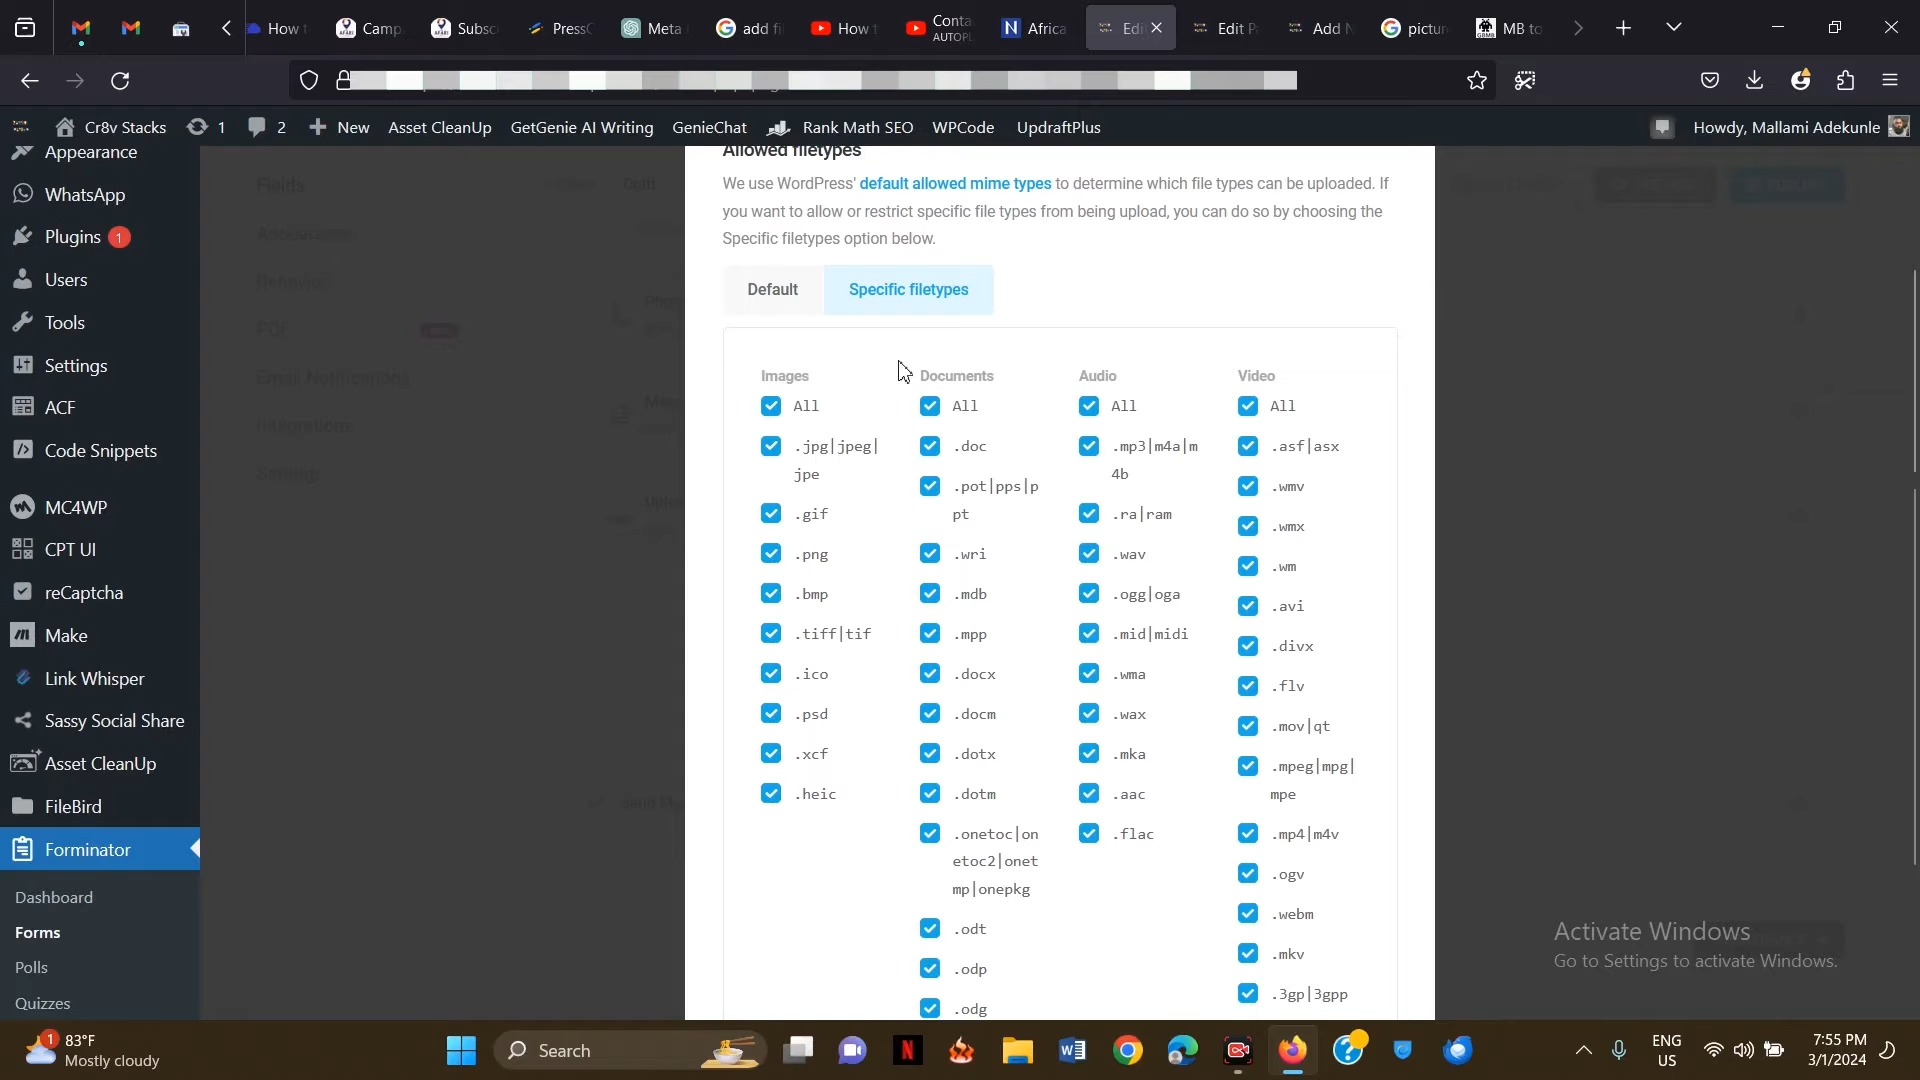 How t
Camp
Subsc
PressC
Meta
add fi
How t
Conta
AUTOPL
Africa
Edi
Edit P
Add N
pictur
MB to
Cr8v Stacks
1
2
New
Asset CleanUp
GetGenie AI Writing
GenieChat
Rank Math SEO
WPCode
UpdraftPlus
Howdy, Mallami Adekunle
Appearance
WhatsApp
Plugins 1
Users
Tools
Settings
ACF
Code Snippets
MC4WP
CPT UI
reCaptcha
Make
Link Whisper
Sassy Social Share
Asset CleanUp
FileBird
Forminator
Dashboard
Forms
Polls
Quizzes
Fields
Appearance
Behavior
PDF
Email Notifications
Integrations
Settings
Allowed filetypes
We use WordPress' default allowed mime types to determine which file types can be uploaded. If
you want to allow or restrict specific file types from being upload, you can do so by choosing the
Specific filetypes option below.
Default
Specific filetypes
Images
All
.jpg|jpeg|
jpe
.gif
.png
.bmp
.tiff|tif
.ico
.psd
.xcf
.heic
Documents
All
.doc
.pot|pps|p
pt
.wri
.mdb
.mpp
.docx
.docm
.dotx
.dotm
.onetoc|on
etoc2|onet
mp|onepkg
.odt
.odp
.odg
Audio
All
.mp3|m4a|m
4b
.ra|ram
.wav
.ogg|oga
.mid|midi
.wma
.wax
.mka
.aac
.flac
Video
All
.asf|asx
.wmv
.wmx
.wm
.avi
.divx
.flv
.mov|qt
.mpeg|mpg|
mpe
.mp4|m4v
.ogv
.webm
.mkv
.3gp|3gpp
Activate Windows
Go to Settings to activate Windows.
1
83°F
Mostly cloudy
Search
ENG
US
7:55 PM
3/1/2024